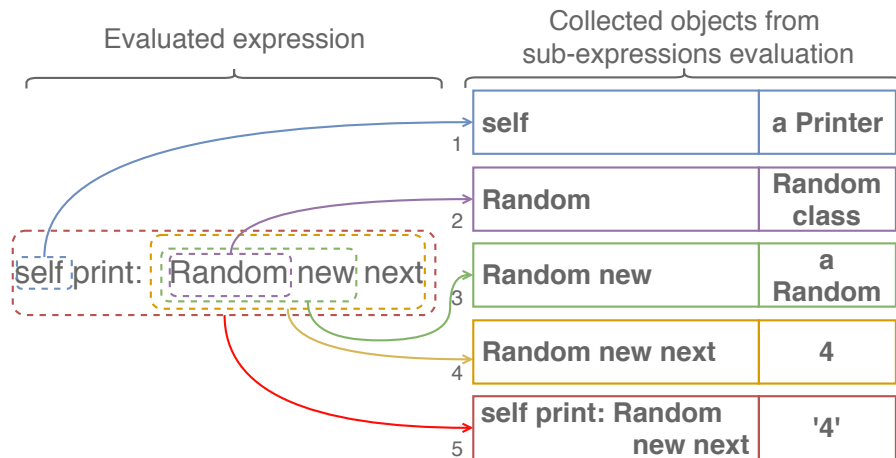 Evaluated expression
Collected objects from
sub-expressions evaluation
self print: Random new next
1
self
a Printer
2
Random
Random
class
3
Random new
a
Random
4
Random new next
4
5
self print: Random
new next
'4'